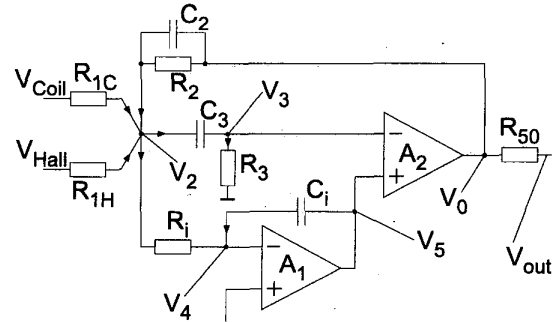 C2
VCoil
R1C
R2
C3
V3
VHall
R1H
V2
R3
−
A2
+
R50
V0
Ci
Ri
V5
Vout
−
A1
+
V4